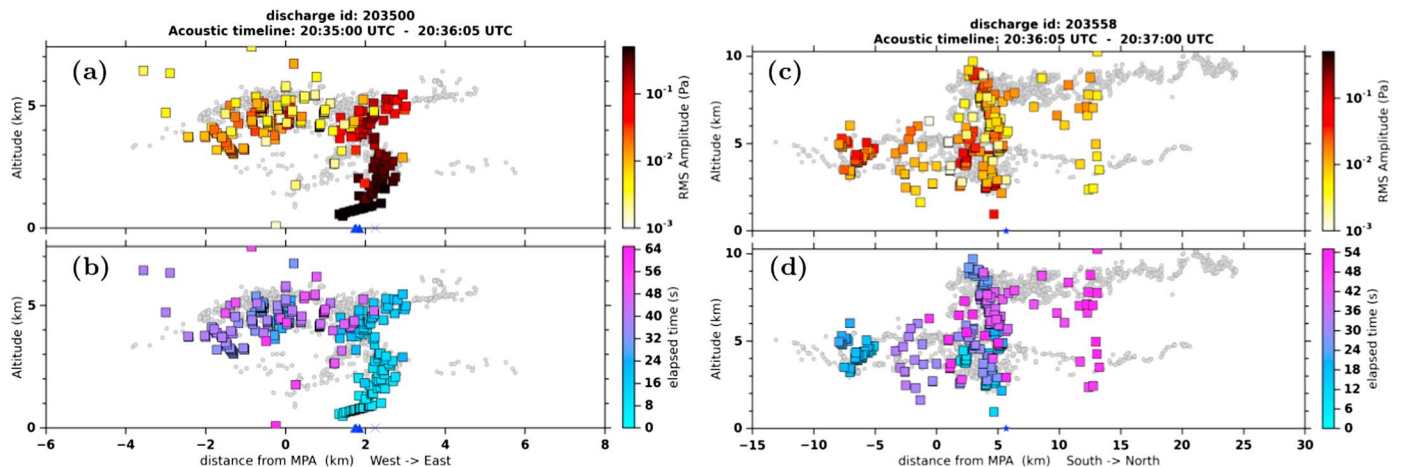 discharge id: 203500
Acoustic timeline: 20:35:00 UTC - 20:36:05 UTC
(a)
Altitude (km)
5
0
10-1
10-2
10-3
RMS Amplitude (Pa)
(b)
Altitude (km)
5
0
64
56
48
40
32
24
16
8
0
elapsed time (s)
−6 −4 −2 0 2 4 6 8
distance from MPA (km) West -> East
discharge id: 203558
Acoustic timeline: 20:36:05 UTC - 20:37:00 UTC
(c)
Altitude (km)
10
5
0
10-1
10-2
10-3
RMS Amplitude (Pa)
(d)
Altitude (km)
10
5
0
54
48
42
36
30
24
18
12
6
0
elapsed time (s)
−15 −10 −5 0 5 10 15 20 25 30
distance from MPA (km) South -> North